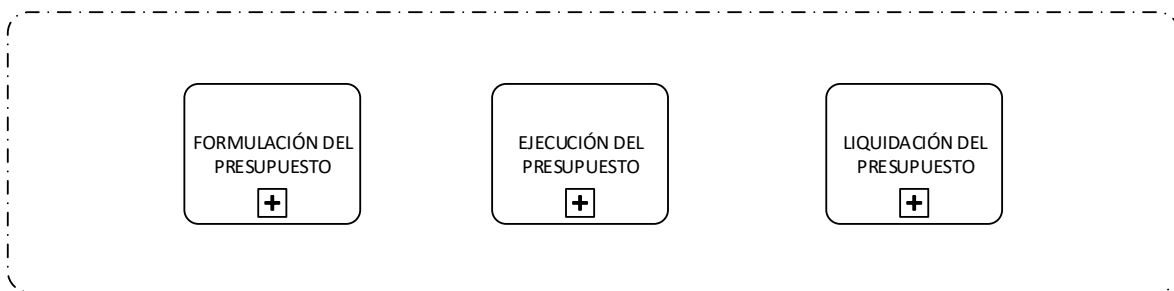 FORMULACIÓN DEL
PRESUPUESTO
EJECUCIÓN DEL
PRESUPUESTO
LIQUIDACIÓN DEL
PRESUPUESTO